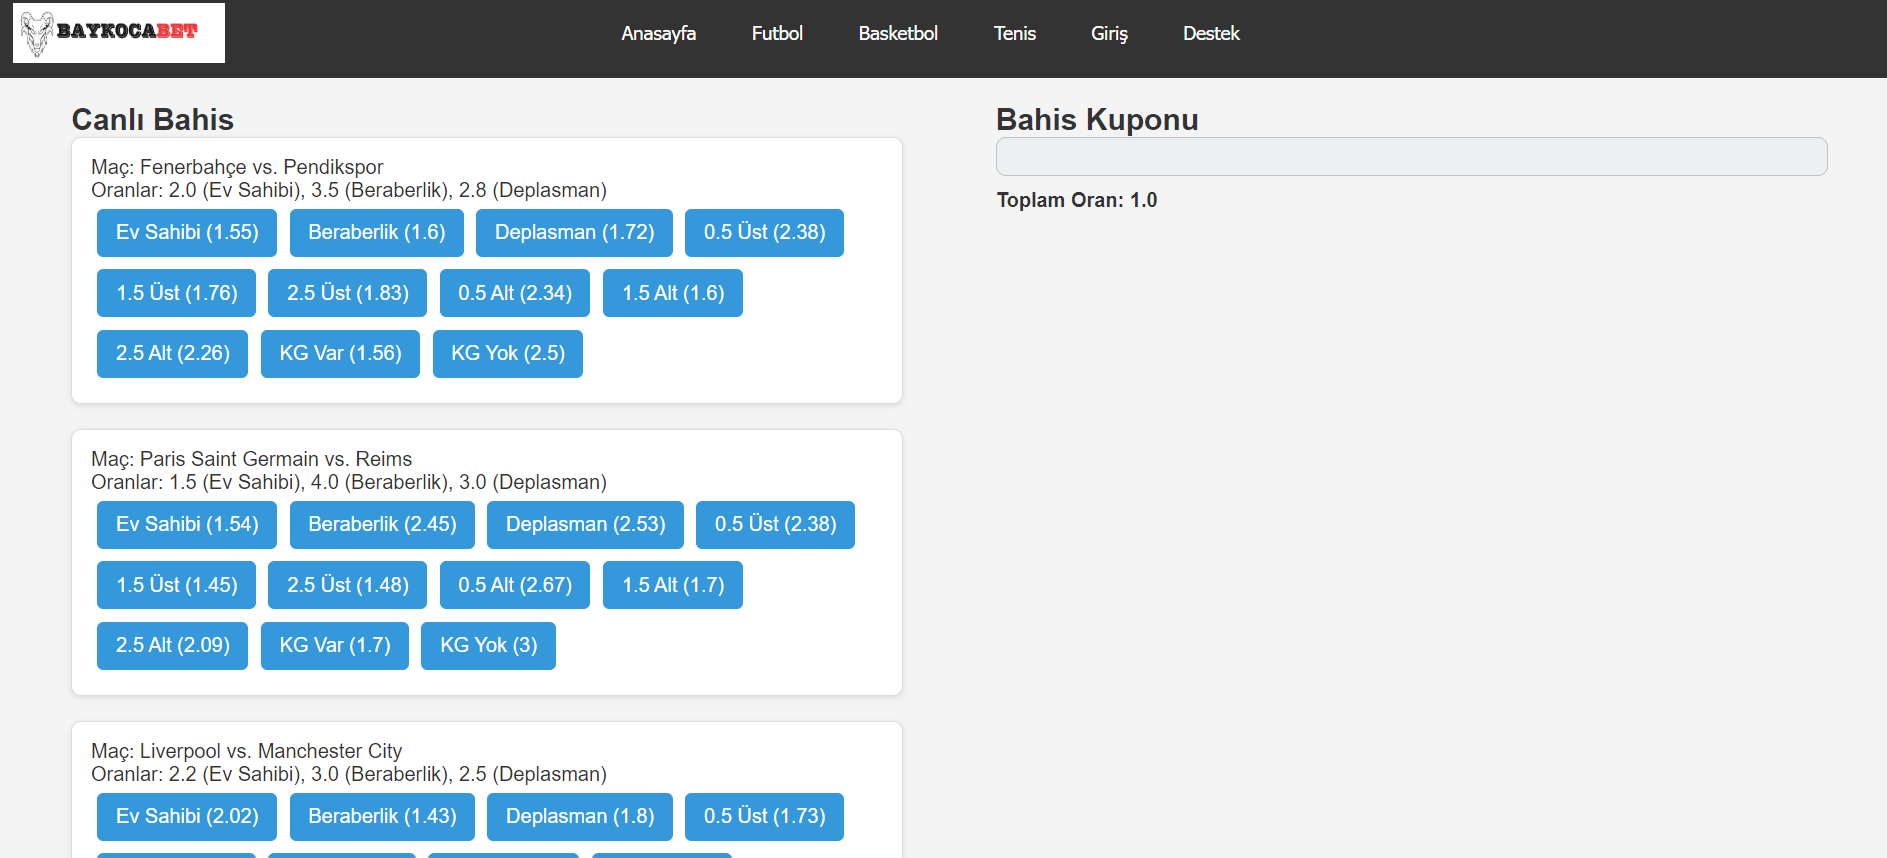 BAYKOCABET
Anasayfa Futbol Basketbol Tenis Giriş Destek
Canlı Bahis
Maç: Fenerbahçe vs. Pendikspor
Oranlar: 2.0 (Ev Sahibi), 3.5 (Beraberlik), 2.8 (Deplasman)
Ev Sahibi (1.55) Beraberlik (1.6) Deplasman (1.72) 0.5 Üst (2.38)
1.5 Üst (1.76) 2.5 Üst (1.83) 0.5 Alt (2.34) 1.5 Alt (1.6)
2.5 Alt (2.26) KG Var (1.56) KG Yok (2.5)
Maç: Paris Saint Germain vs. Reims
Oranlar: 1.5 (Ev Sahibi), 4.0 (Beraberlik), 3.0 (Deplasman)
Ev Sahibi (1.54) Beraberlik (2.45) Deplasman (2.53) 0.5 Üst (2.38)
1.5 Üst (1.45) 2.5 Üst (1.48) 0.5 Alt (2.67) 1.5 Alt (1.7)
2.5 Alt (2.09) KG Var (1.7) KG Yok (3)
Maç: Liverpool vs. Manchester City
Oranlar: 2.2 (Ev Sahibi), 3.0 (Beraberlik), 2.5 (Deplasman)
Ev Sahibi (2.02) Beraberlik (1.43) Deplasman (1.8) 0.5 Üst (1.73)
Bahis Kuponu
Toplam Oran: 1.0